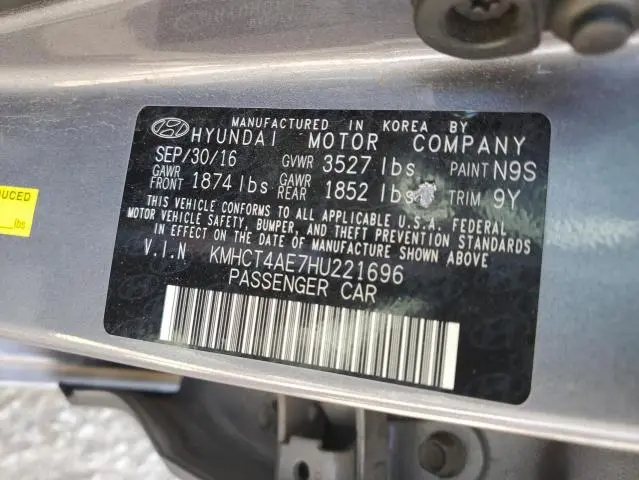 MANUFACTURED IN KOREA BY
HYUNDAI MOTOR COMPANY
SEP/30/16 GVWR 3527 lbs PAINT N9S
GAWR FRONT 1874 lbs GAWR REAR 1852 lbs TRIM 9Y
THIS VEHICLE CONFORMS TO ALL APPLICABLE U.S.A. FEDERAL
MOTOR VEHICLE SAFETY, BUMPER, AND THEFT PREVENTION STANDARDS
IN EFFECT ON THE DATE OF MANUFACTURE SHOWN ABOVE
V.I.N KMHCT4AE7HU221696
PASSENGER CAR
UCED
lbs